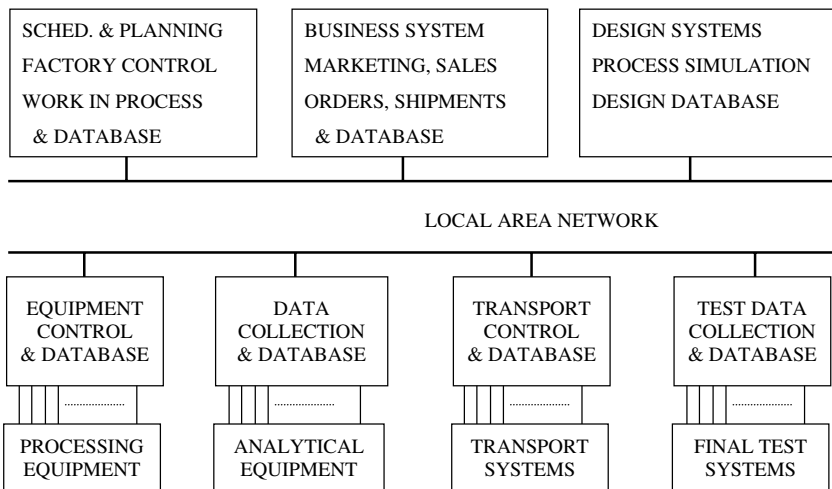 SCHED. & PLANNING
FACTORY CONTROL
WORK IN PROCESS
& DATABASE
BUSINESS SYSTEM
MARKETING, SALES
ORDERS, SHIPMENTS
& DATABASE
DESIGN SYSTEMS
PROCESS SIMULATION
DESIGN DATABASE
LOCAL AREA NETWORK
EQUIPMENT
CONTROL
& DATABASE
DATA
COLLECTION
& DATABASE
TRANSPORT
CONTROL
& DATABASE
TEST DATA
COLLECTION
& DATABASE
PROCESSING
EQUIPMENT
ANALYTICAL
EQUIPMENT
TRANSPORT
SYSTEMS
FINAL TEST
SYSTEMS